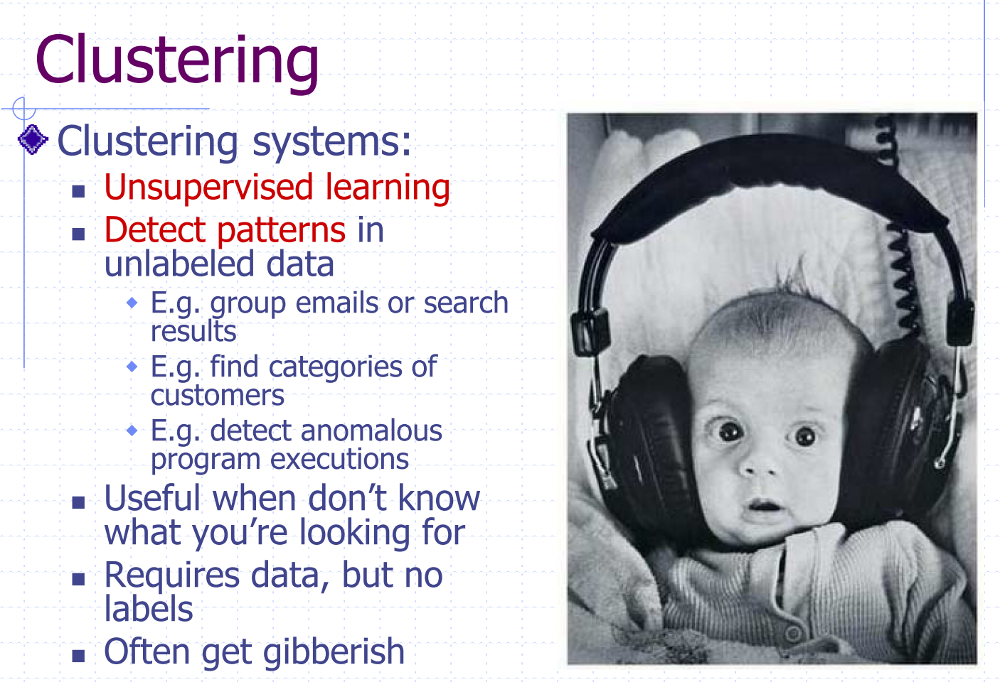 Clustering
Clustering systems:
Unsupervised learning
Detect patterns in
unlabeled data
E.g. group emails or search
results
E.g. find categories of
customers
E.g. detect anomalous
program executions
Useful when don’t know
what you’re looking for
Requires data, but no
labels
Often get gibberish